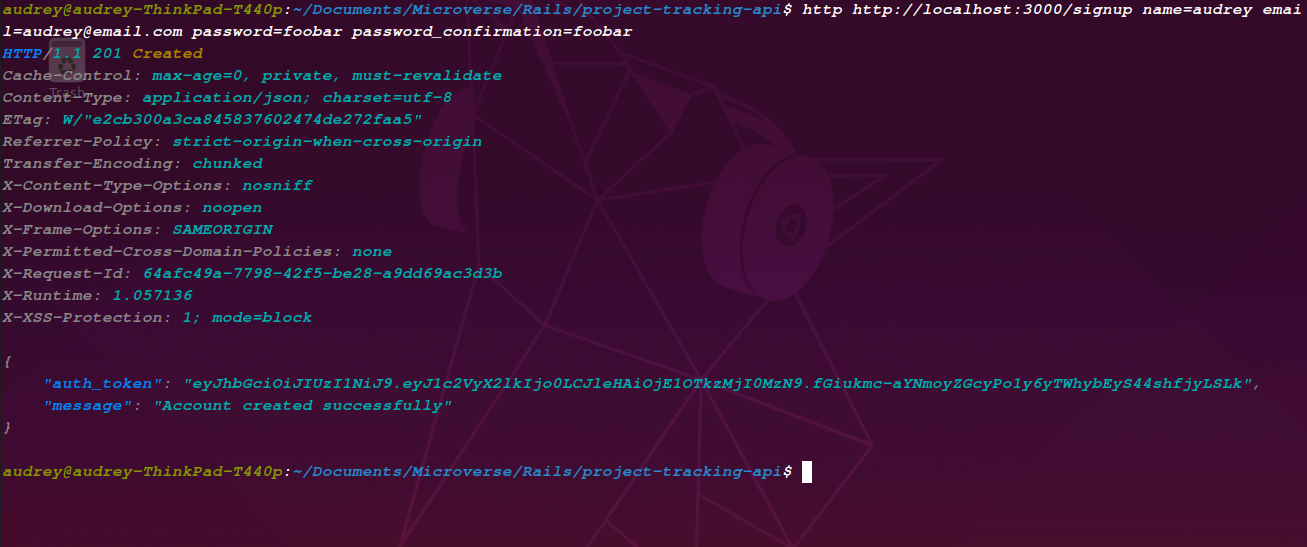 audrey@audrey-ThinkPad-T440p:~/Documents/Microverse/Rails/project-tracking-api$ http http://localhost:3000/signup name=audrey emai
l=audrey@email.com password=foobar password_confirmation=foobar
HTTP/1.1 201 Created
Cache-Control: max-age=0, private, must-revalidate
Trash
Content-Type: application/json; charset=utf-8
ETag: W/"e2cb300a3ca845837602474de272faa5"
Referrer-Policy: strict-origin-when-cross-origin
Transfer-Encoding: chunked
X-Content-Type-Options: nosniff
X-Download-Options: noopen
X-Frame-Options: SAMEORIGIN
X-Permitted-Cross-Domain-Policies: none
X-Request-Id: 64afc49a-7798-42f5-be28-a9dd69ac3d3b
X-Runtime: 1.057136
X-XSS-Protection: 1; mode=block
{
    "auth_token": "eyJhbGciOiJIUzI1NiJ9.eyJ1c2VyX2lkIjo0LCJleHAiOjE1OTkzMjI0MzN9.fGiukmc-aYNmoyZGcyPo1y6yTWhybEyS44shfjyLSLk",
    "message": "Account created successfully"
}
audrey@audrey-ThinkPad-T440p:~/Documents/Microverse/Rails/project-tracking-api$